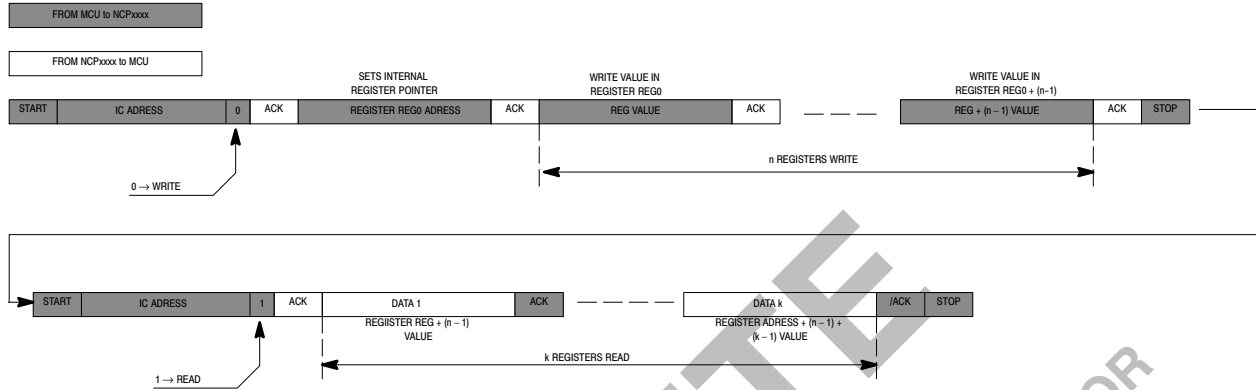 FROM MCU to NCPxxxx
FROM NCPxxxx to MCU
SETS INTERNAL
REGISTER POINTER
WRITE VALUE IN
REGISTER REG0
WRITE VALUE IN
REGISTER REG0 + (n-1)
START IC ADRESS 0 ACK REGISTER REG0 ADRESS ACK REG VALUE ACK REG + (n – 1) VALUE ACK STOP
n REGISTERS WRITE
0 → WRITE
START IC ADRESS 1 ACK DATA 1 ACK DATA k /ACK STOP
REGIISTER REG + (n – 1)
VALUE
REGISTER ADRESS + (n – 1) +
(k – 1) VALUE
k REGISTERS READ
1 → READ